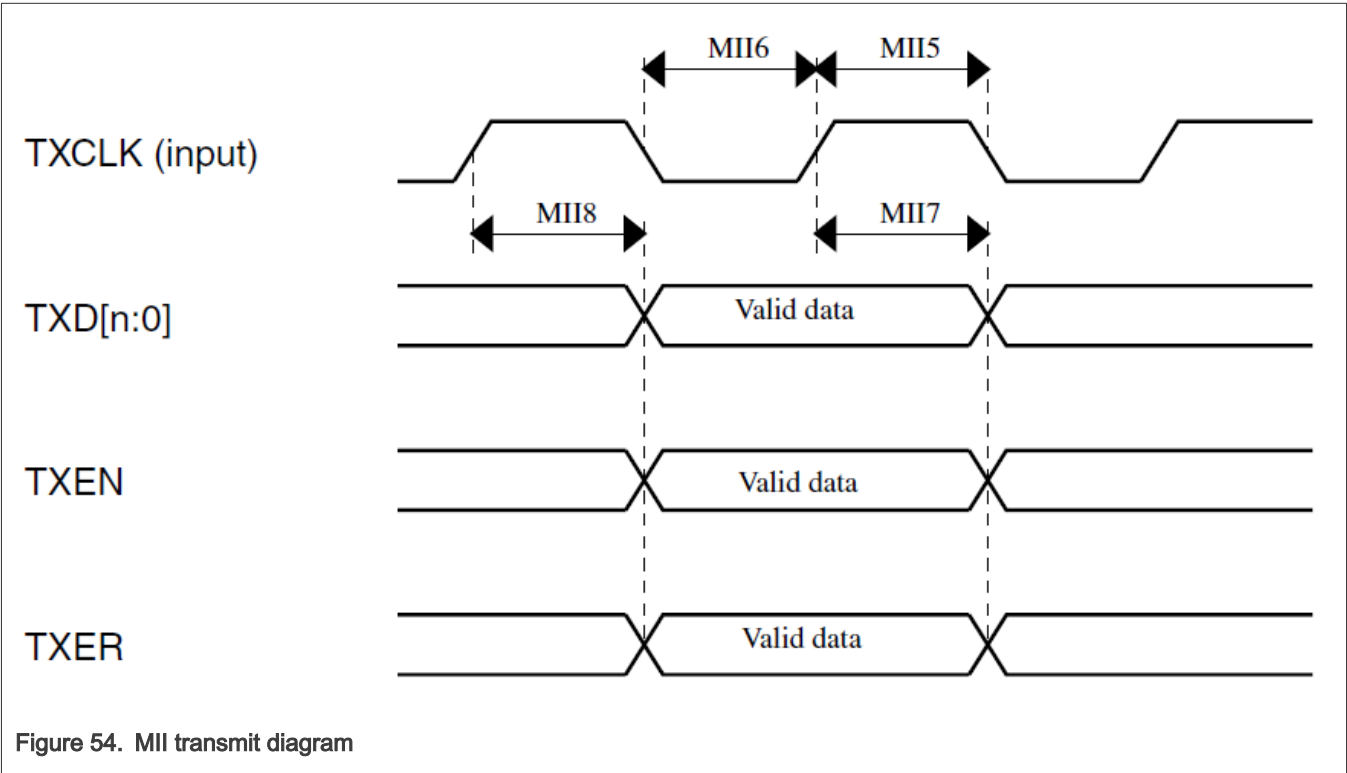 MII6 MII5
TXCLK (input)
MII8 MII7
TXD[n:0] Valid data
TXEN Valid data
TXER Valid data
Figure 54. MII transmit diagram